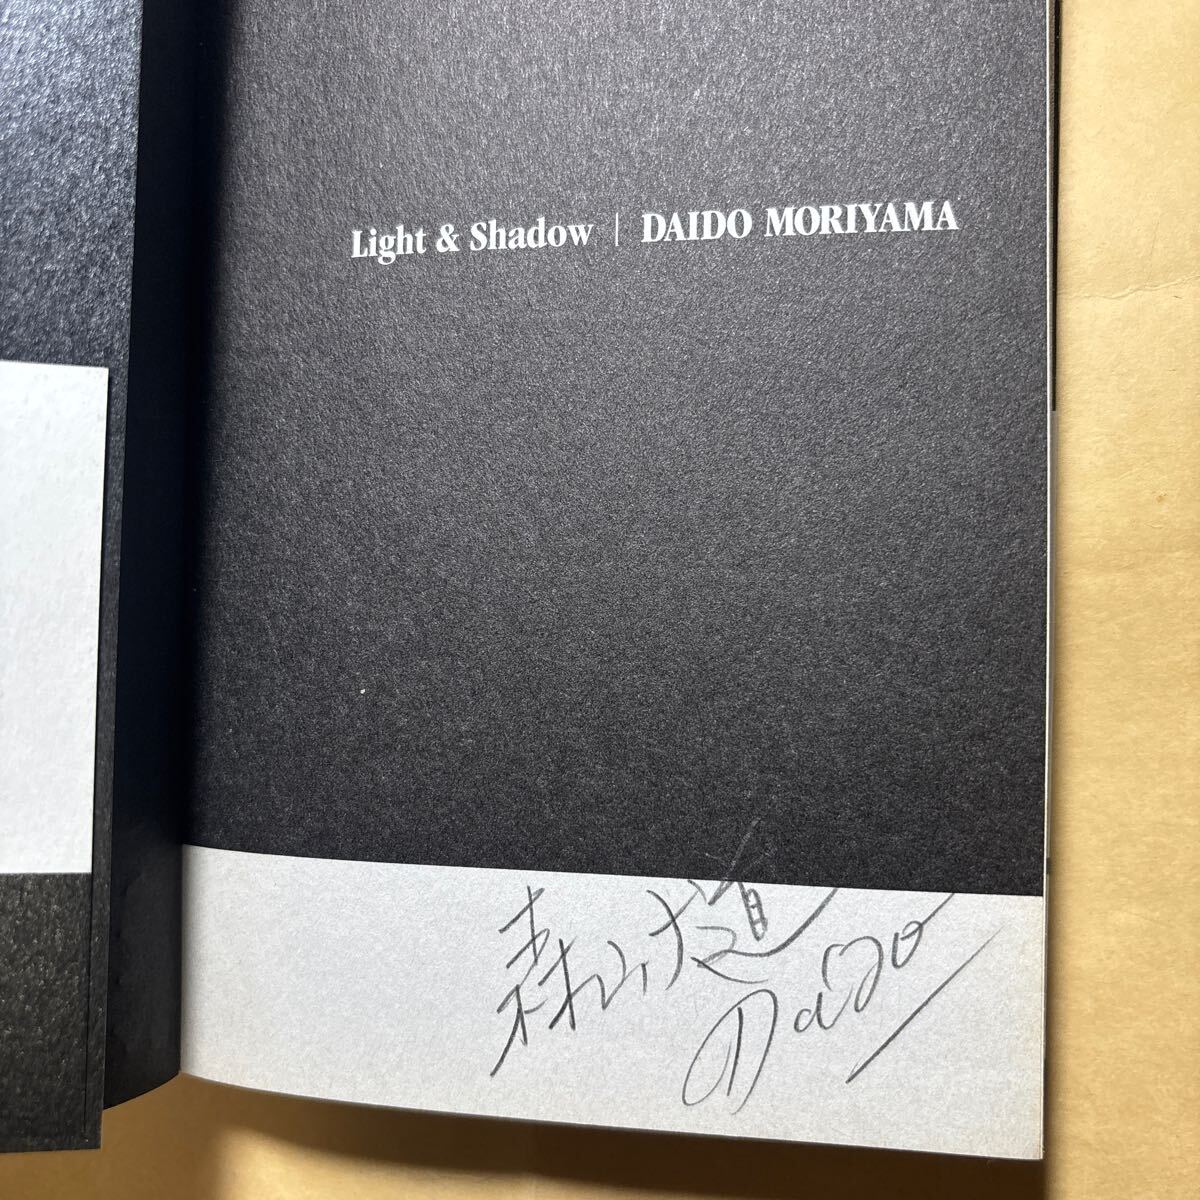 Light & Shadow | DAIDO MORIYAMA
森山大道
Daido